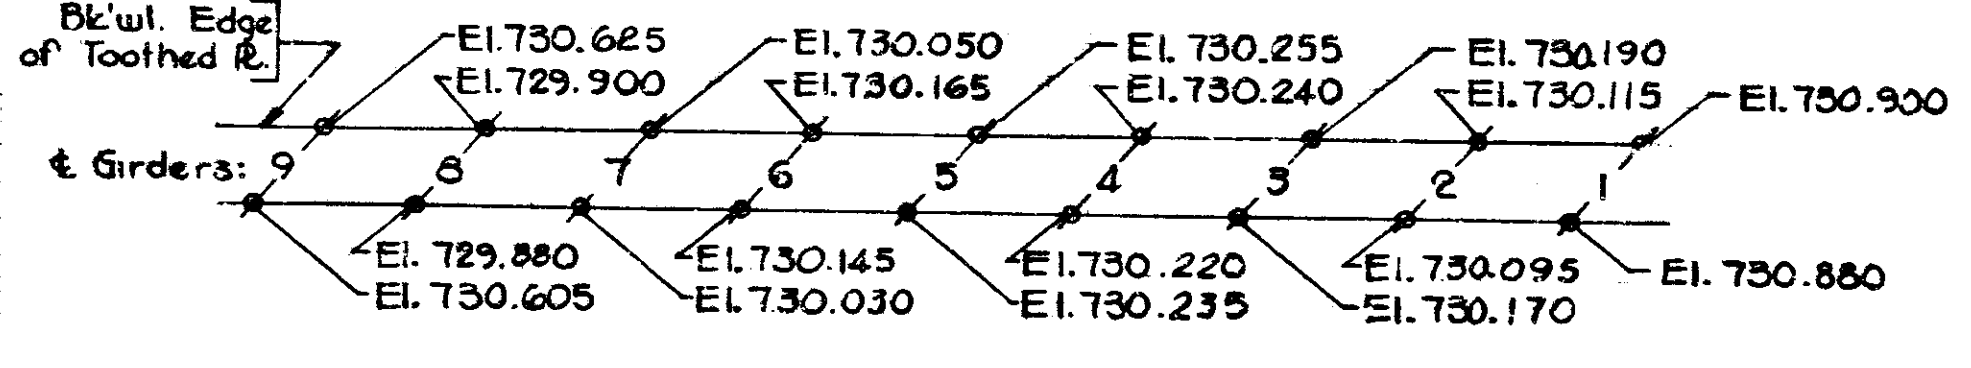 Bk'wl. Edge
of Toothed PL.
El. 730.625
El. 729.900
El. 730.050
El. 730.165
El. 730.255
El. 730.240
El. 730.190
El. 730.115
El. 730.900
℄ Girders: 9 8 7 6 5 4 3 2 1
El. 729.880
El. 730.605
El. 730.145
El. 730.030
El. 730.220
El. 730.235
El. 730.095
El. 730.170
El. 730.880